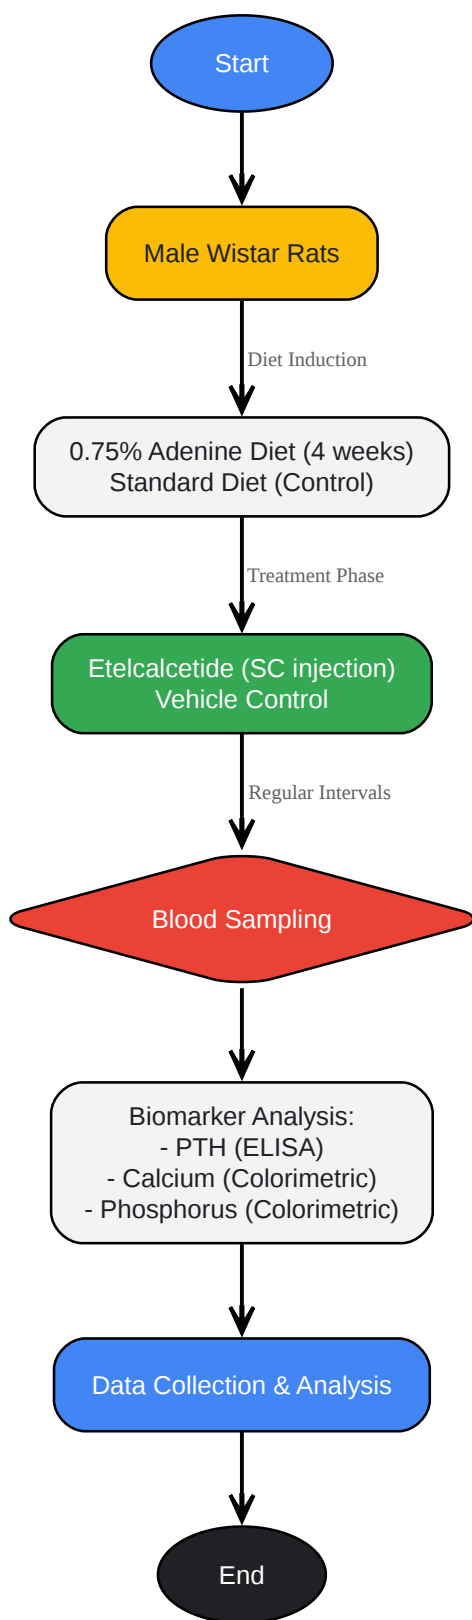 Start
Male Wistar Rats
Diet Induction
0.75% Adenine Diet (4 weeks)
Standard Diet (Control)
Treatment Phase
Etelcalcetide (SC injection)
Vehicle Control
Regular Intervals
Blood Sampling
Biomarker Analysis:
- PTH (ELISA)
- Calcium (Colorimetric)
- Phosphorus (Colorimetric)
Data Collection & Analysis
End